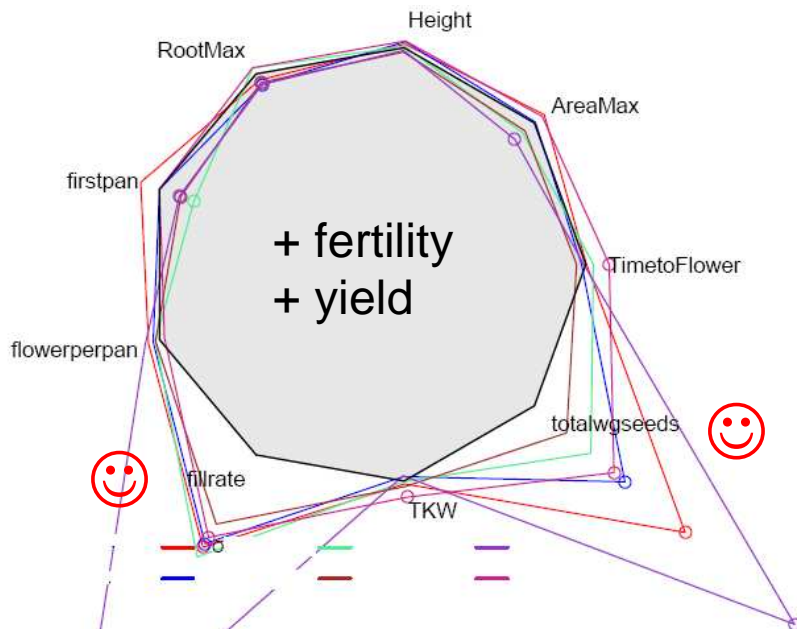 Height
RootMax
AreaMax
firstpan
+ fertility
+ yield
TimetoFlower
flowerperpan
totalwgseeds
fillrate
TKW